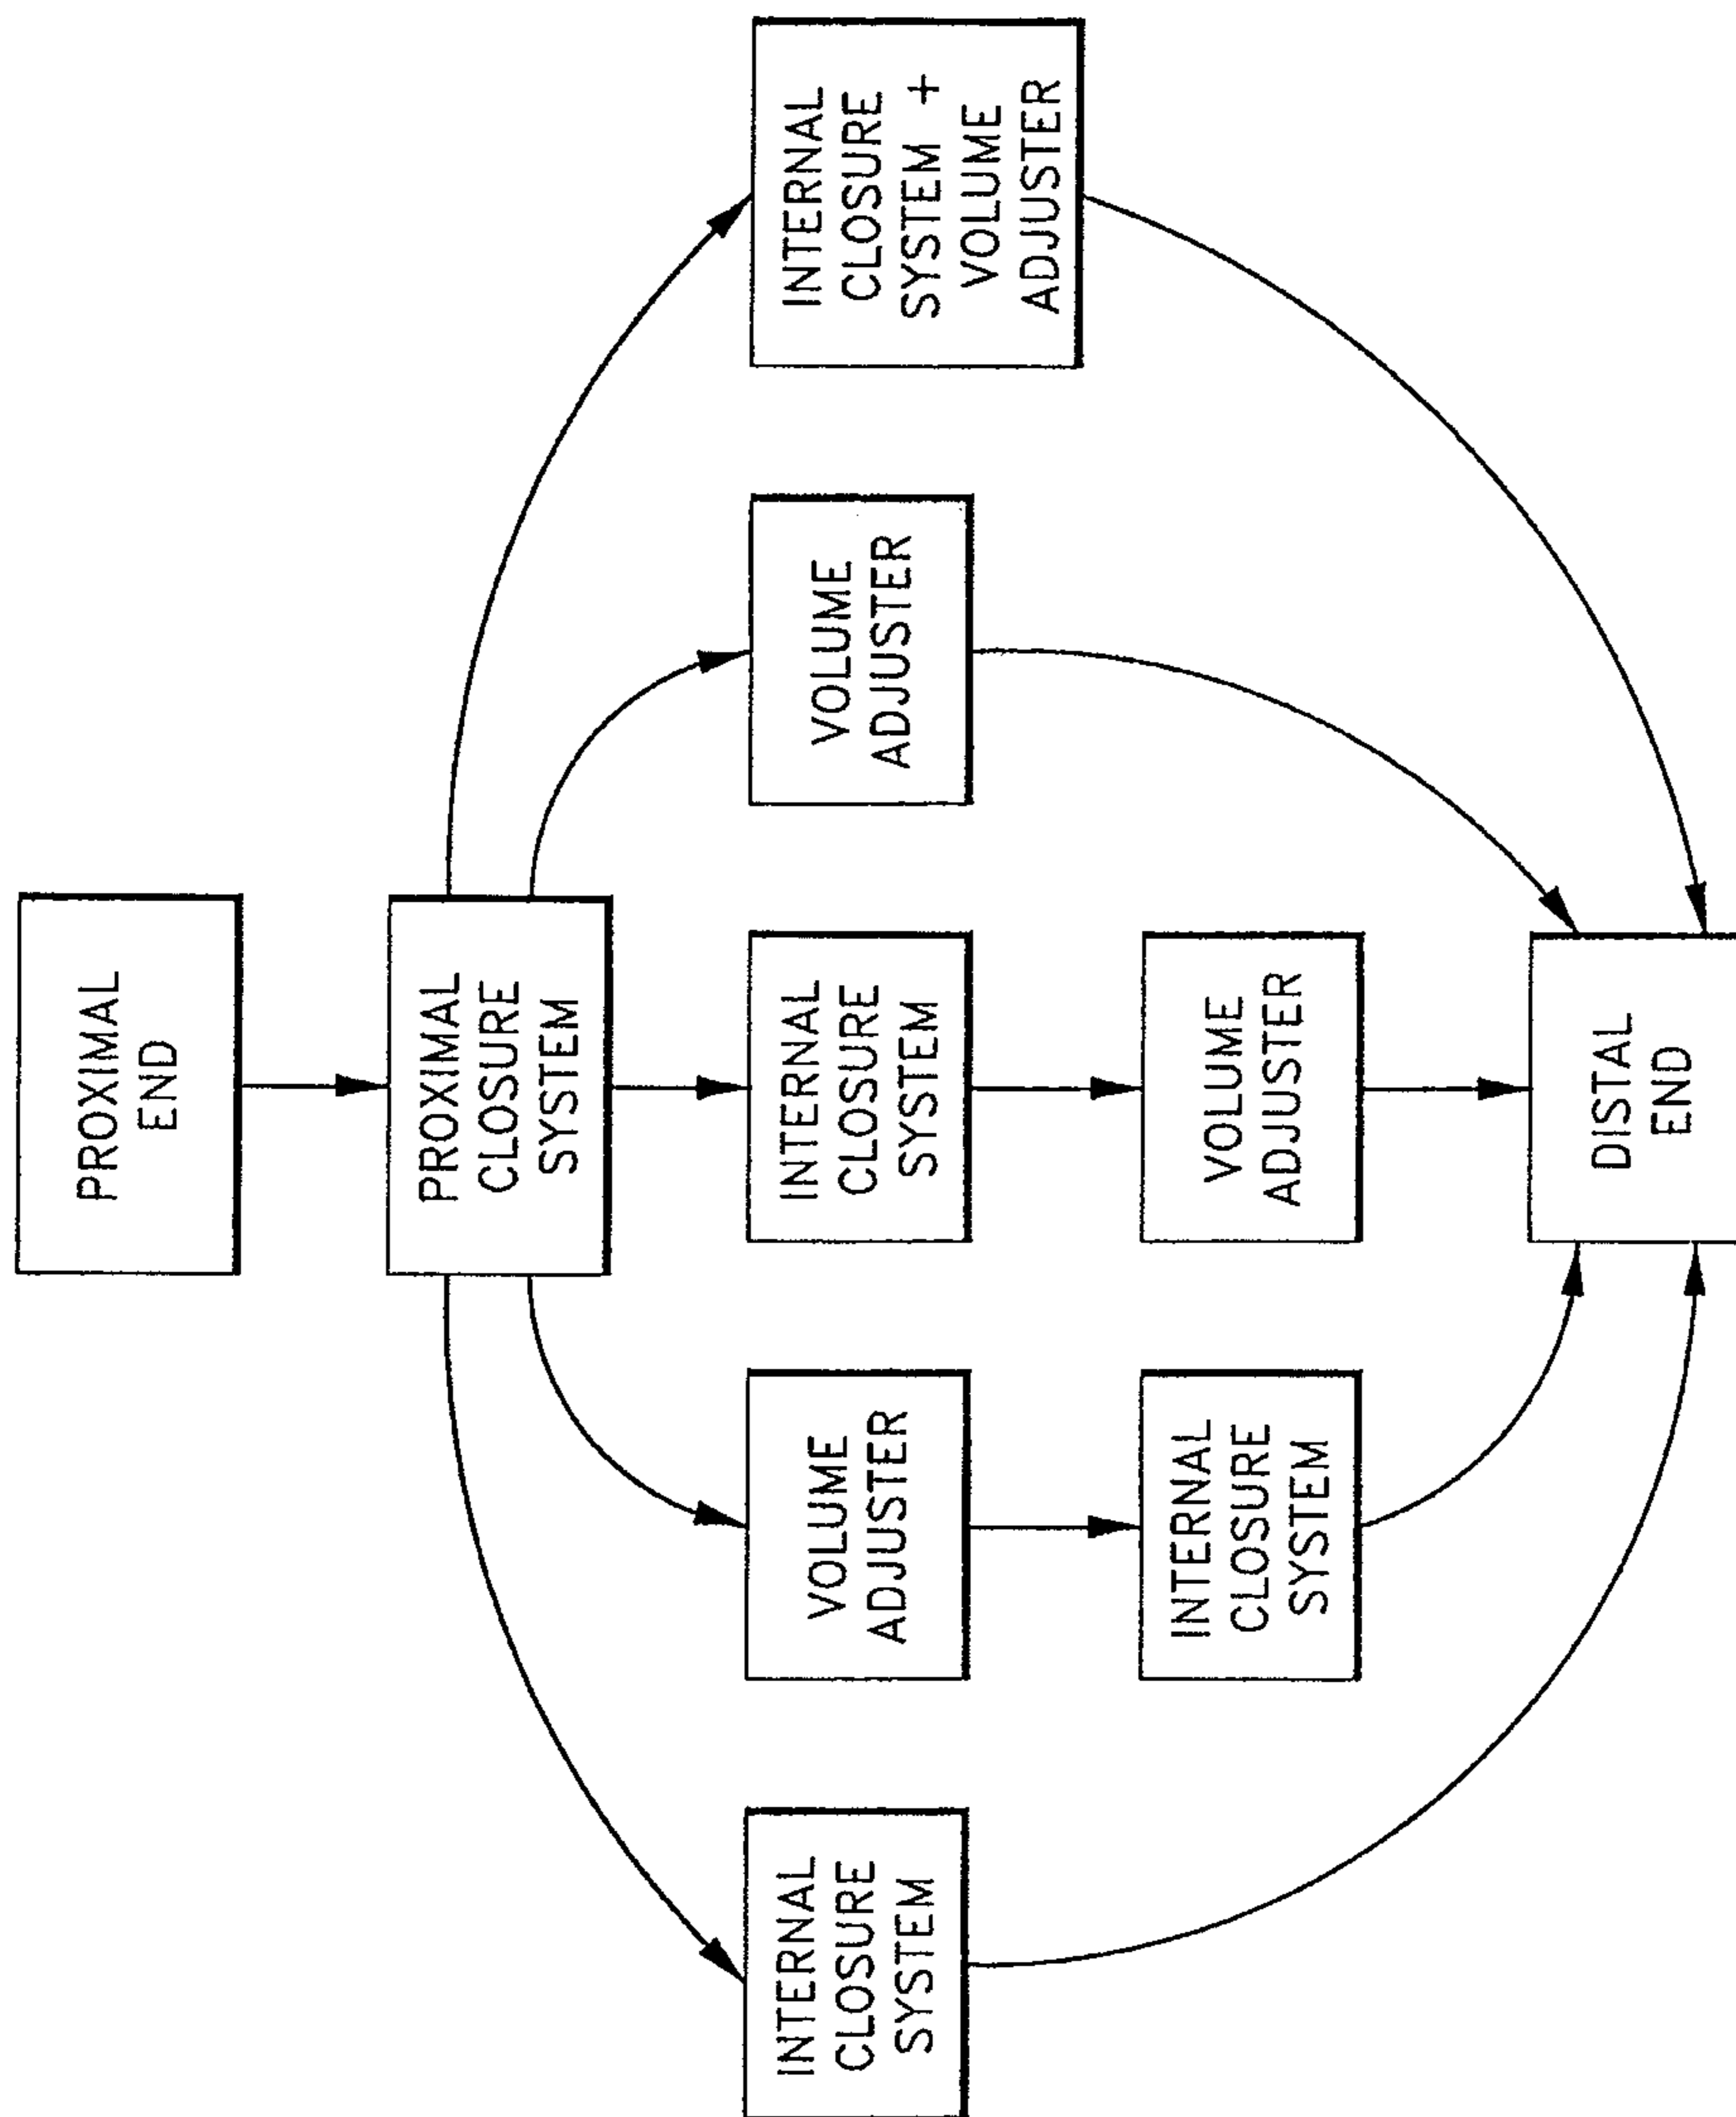 PROXIMAL
END
PROXIMAL
CLOSURE
SYSTEM
INTERNAL
CLOSURE
SYSTEM
VOLUME
ADJUSTER
INTERNAL
CLOSURE
SYSTEM
VOLUME
ADJUSTER
INTERNAL
CLOSURE
SYSTEM +
VOLUME
ADJUSTER
INTERNAL
CLOSURE
SYSTEM
VOLUME
ADJUSTER
DISTAL
END